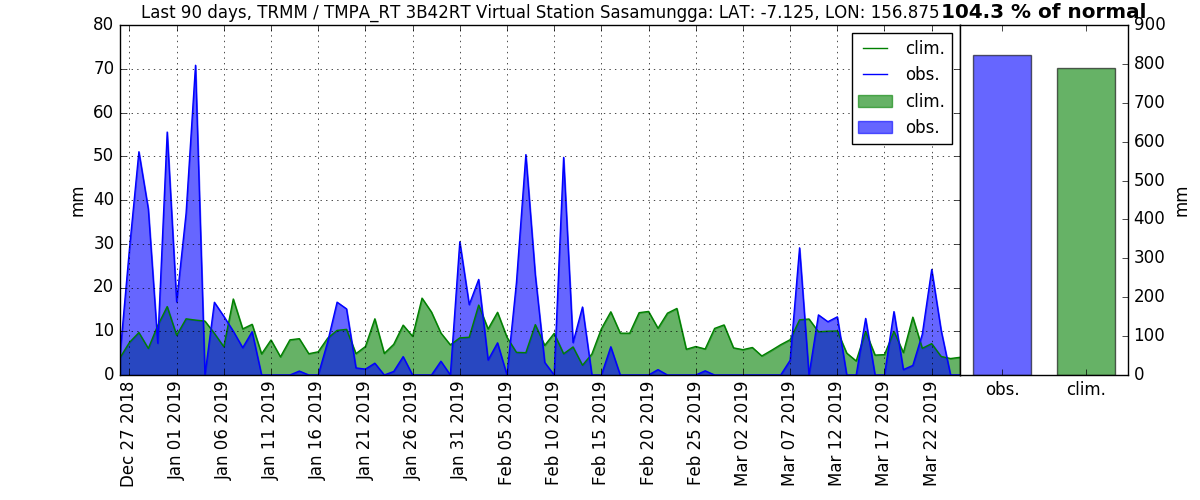 Last 90 days, TRMM / TMPA_RT 3B42RT Virtual Station Sasamungga: LAT: -7.125, LON: 156.875
104.3 % of normal
80
70
60
50
40
30
20
10
0
mm
clim.
obs.
clim.
obs.
900
800
700
600
500
400
300
200
100
0
mm
Dec 27 2018
Jan 01 2019
Jan 06 2019
Jan 11 2019
Jan 16 2019
Jan 21 2019
Jan 26 2019
Jan 31 2019
Feb 05 2019
Feb 10 2019
Feb 15 2019
Feb 20 2019
Feb 25 2019
Mar 02 2019
Mar 07 2019
Mar 12 2019
Mar 17 2019
Mar 22 2019
obs.
clim.